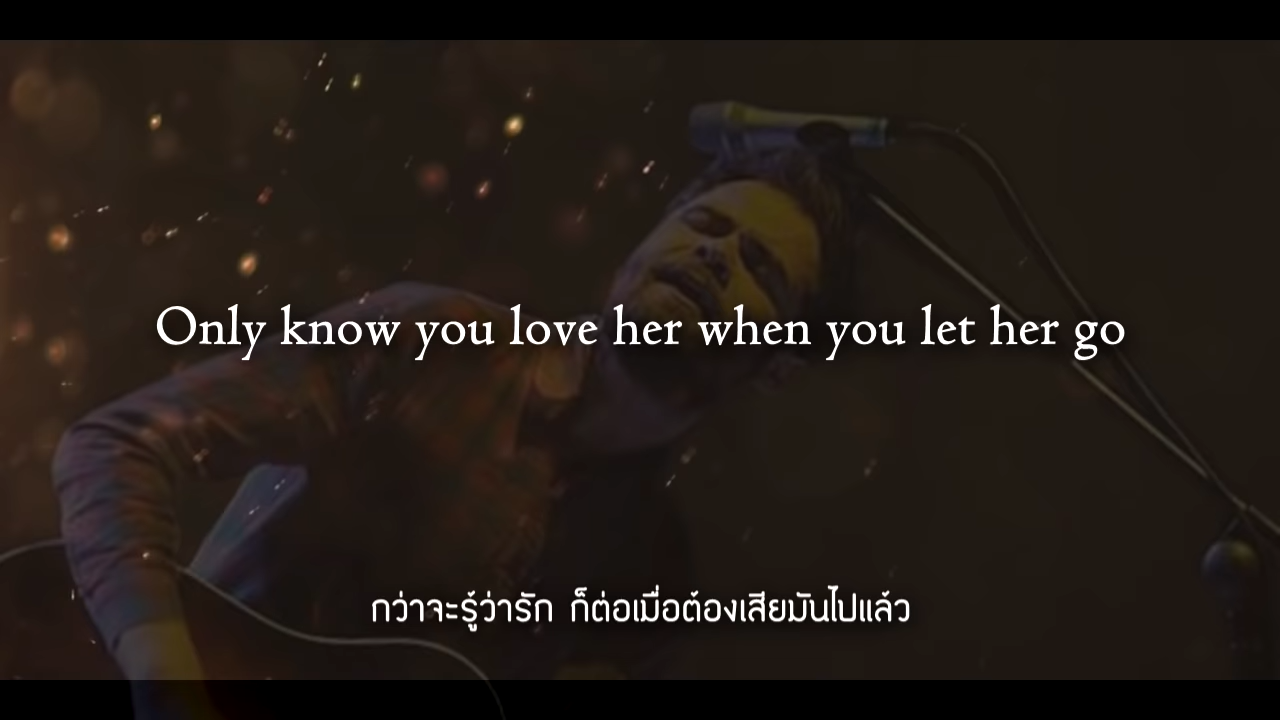 Only know you love her when you let her go
กว่าจะรู้ว่ารัก ก็ต่อเมื่อต้องเสียมันไปแล้ว